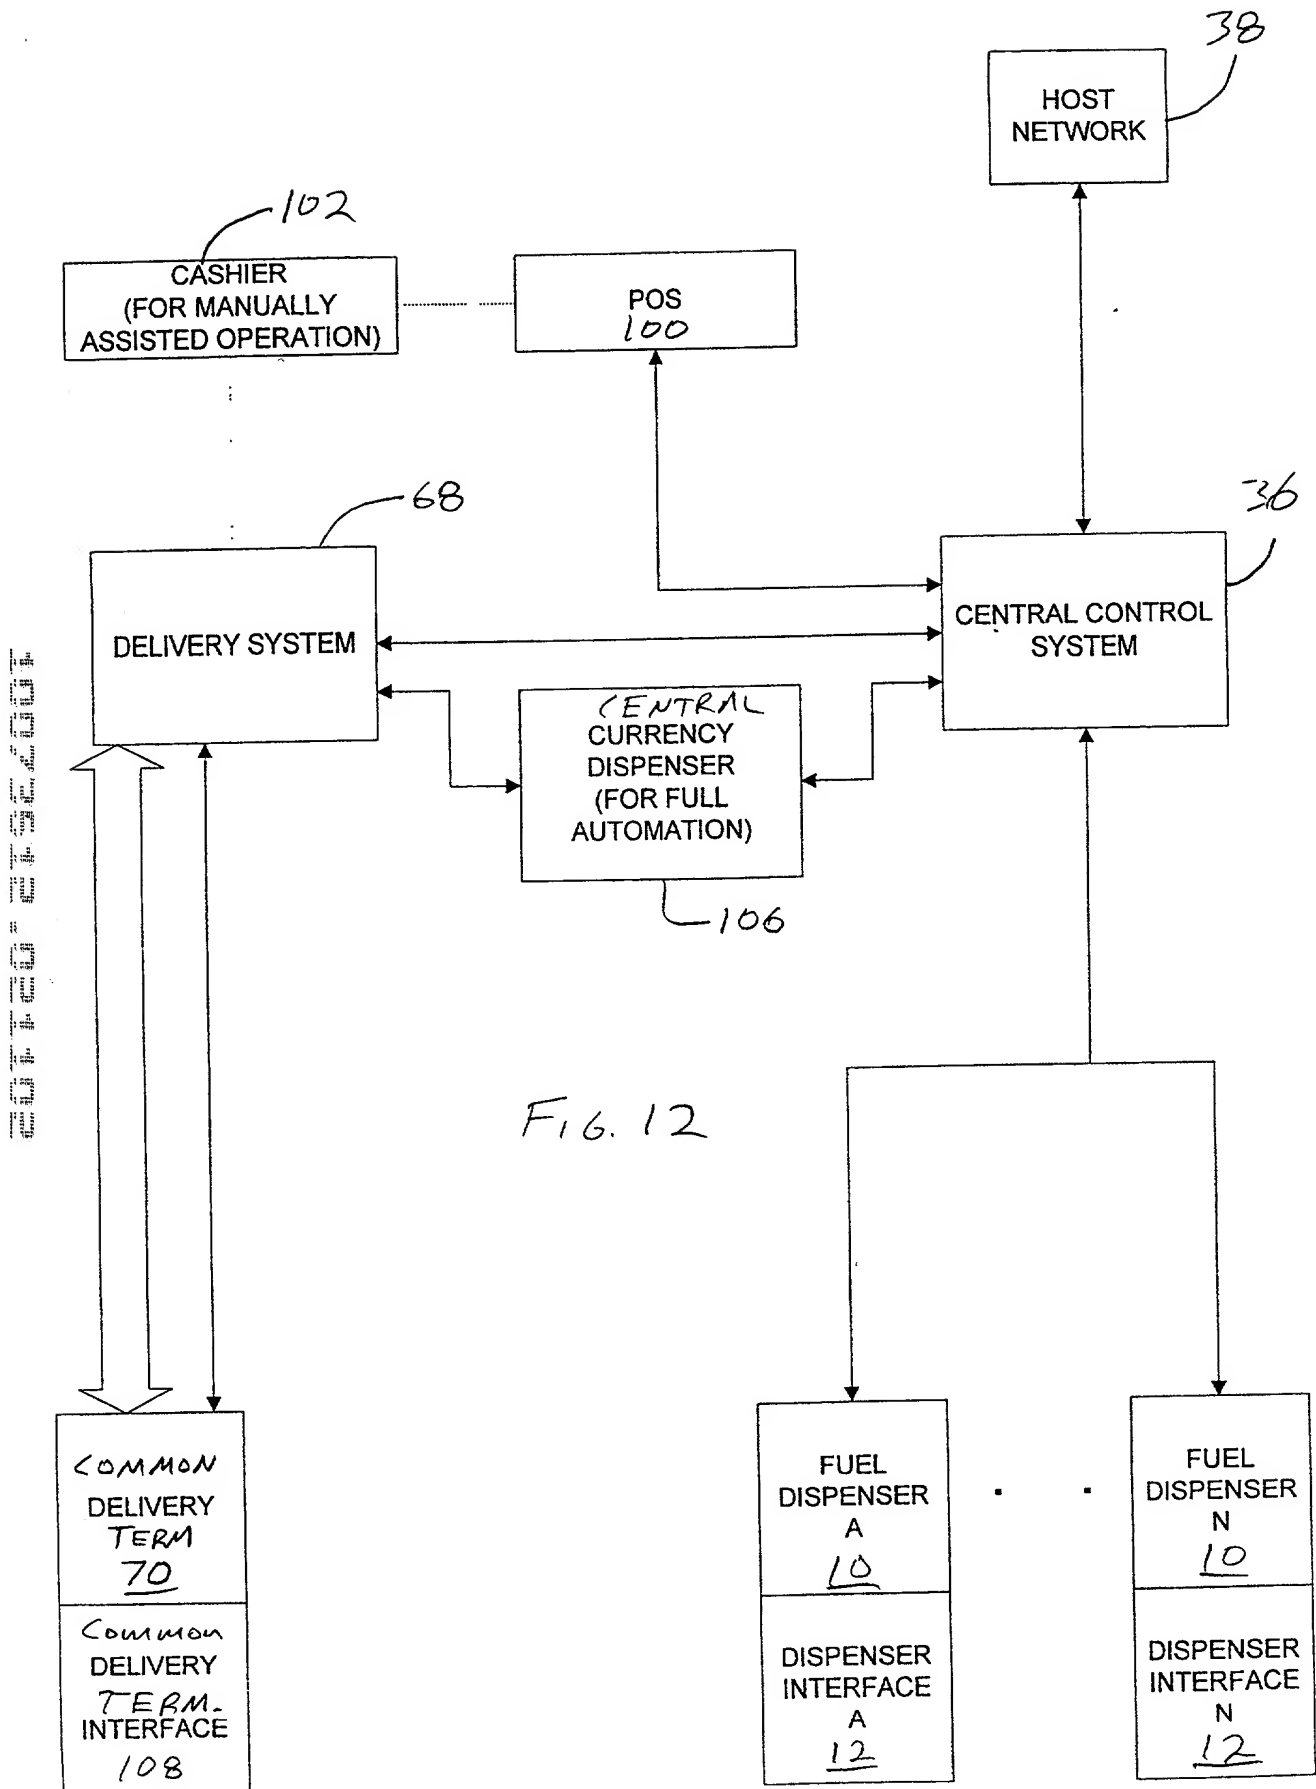 38
HOST
NETWORK
102
CASHIER
(FOR MANUALLY
ASSISTED OPERATION)
POS
100
68
36
DELIVERY SYSTEM
CENTRAL CONTROL
SYSTEM
CENTRAL
CURRENCY
DISPENSER
(FOR FULL
AUTOMATION)
106
FIG. 12
COMMON
DELIVERY
TERM
70
COMMON
DELIVERY
TERM.
INTERFACE
108
FUEL
DISPENSER
A
10
DISPENSER
INTERFACE
A
12
FUEL
DISPENSER
N
10
DISPENSER
INTERFACE
N
12